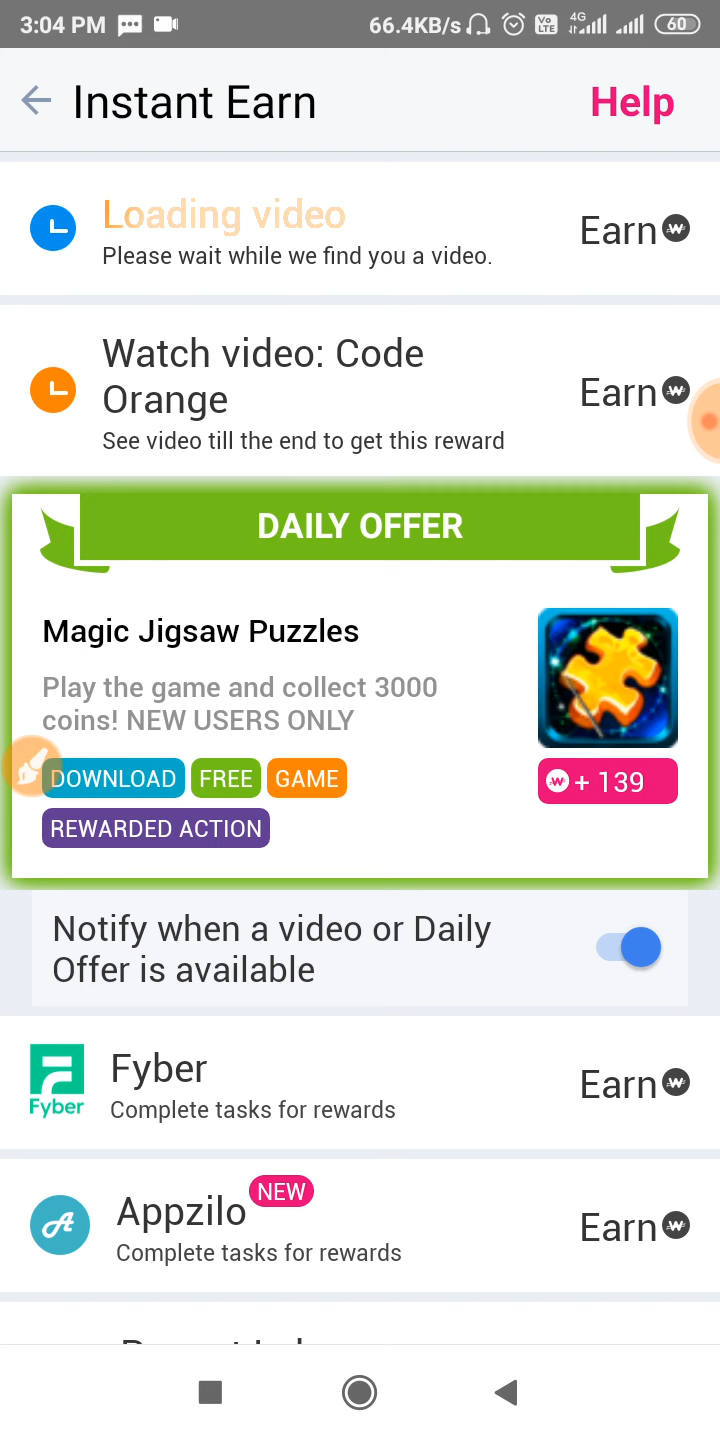 3:04 PM 66.4KB/s 4G Vo LTE 60
Instant Earn Help
Loading video
Please wait while we find you a video.
Earn
Watch video: Code
Orange
See video till the end to get this reward
Earn
DAILY OFFER
Magic Jigsaw Puzzles
Play the game and collect 3000
coins! NEW USERS ONLY
DOWNLOAD FREE GAME
REWARDED ACTION
+ 139
Notify when a video or Daily
Offer is available
Fyber
Fyber
Complete tasks for rewards
Earn
Appzilo NEW
Complete tasks for rewards
Earn